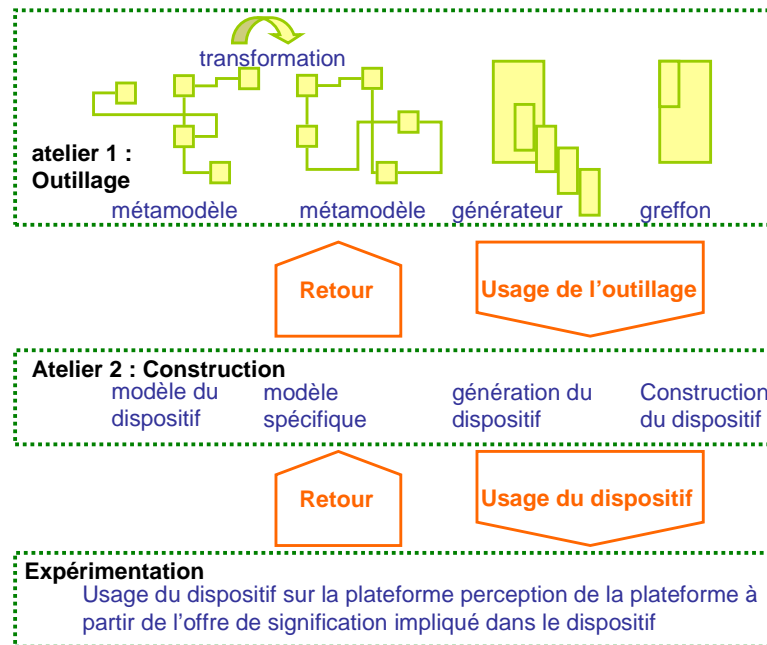 transformation
atelier 1 :
Outillage
métamodèle
métamodèle
générateur
greffon
Retour
Usage de l'outillage
Atelier 2 : Construction
modèle du
dispositif
modèle
spécifique
génération du
dispositif
Construction
du dispositif
Retour
Usage du dispositif
Expérimentation
Usage du dispositif sur la plateforme perception de la plateforme à
partir de l'offre de signification impliqué dans le dispositif